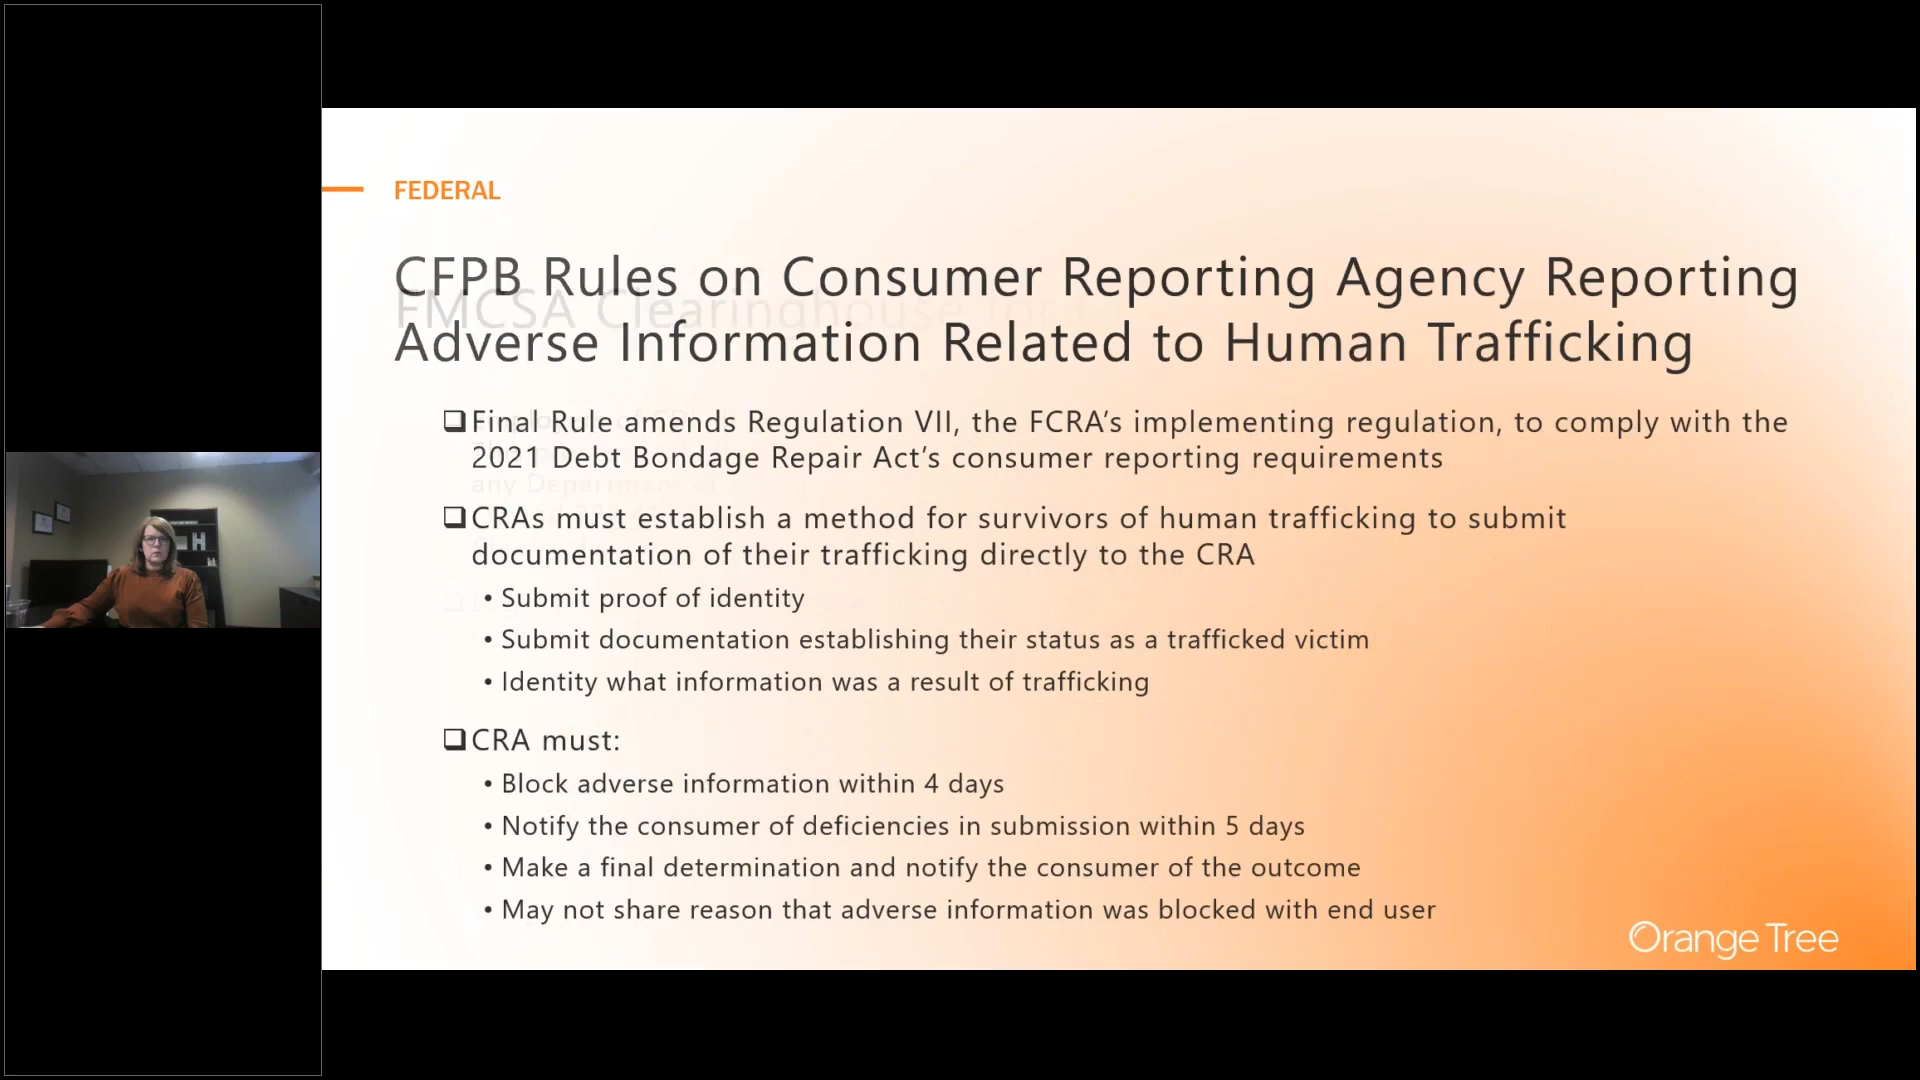 FEDERAL
CFPB Rules on Consumer Reporting Agency Reporting
Adverse Information Related to Human Trafficking
FMCSA Clearinghouse for
❑Final Rule amends Regulation VII, the FCRA’s implementing regulation, to comply with the
2021 Debt Bondage Repair Act’s consumer reporting requirements
any Department of
❑CRAs must establish a method for survivors of human trafficking to submit
documentation of their trafficking directly to the CRA
• Submit proof of identity
• Submit documentation establishing their status as a trafficked victim
• Identity what information was a result of trafficking
❑CRA must:
• Block adverse information within 4 days
• Notify the consumer of deficiencies in submission within 5 days
• Make a final determination and notify the consumer of the outcome
• May not share reason that adverse information was blocked with end user
Orange Tree